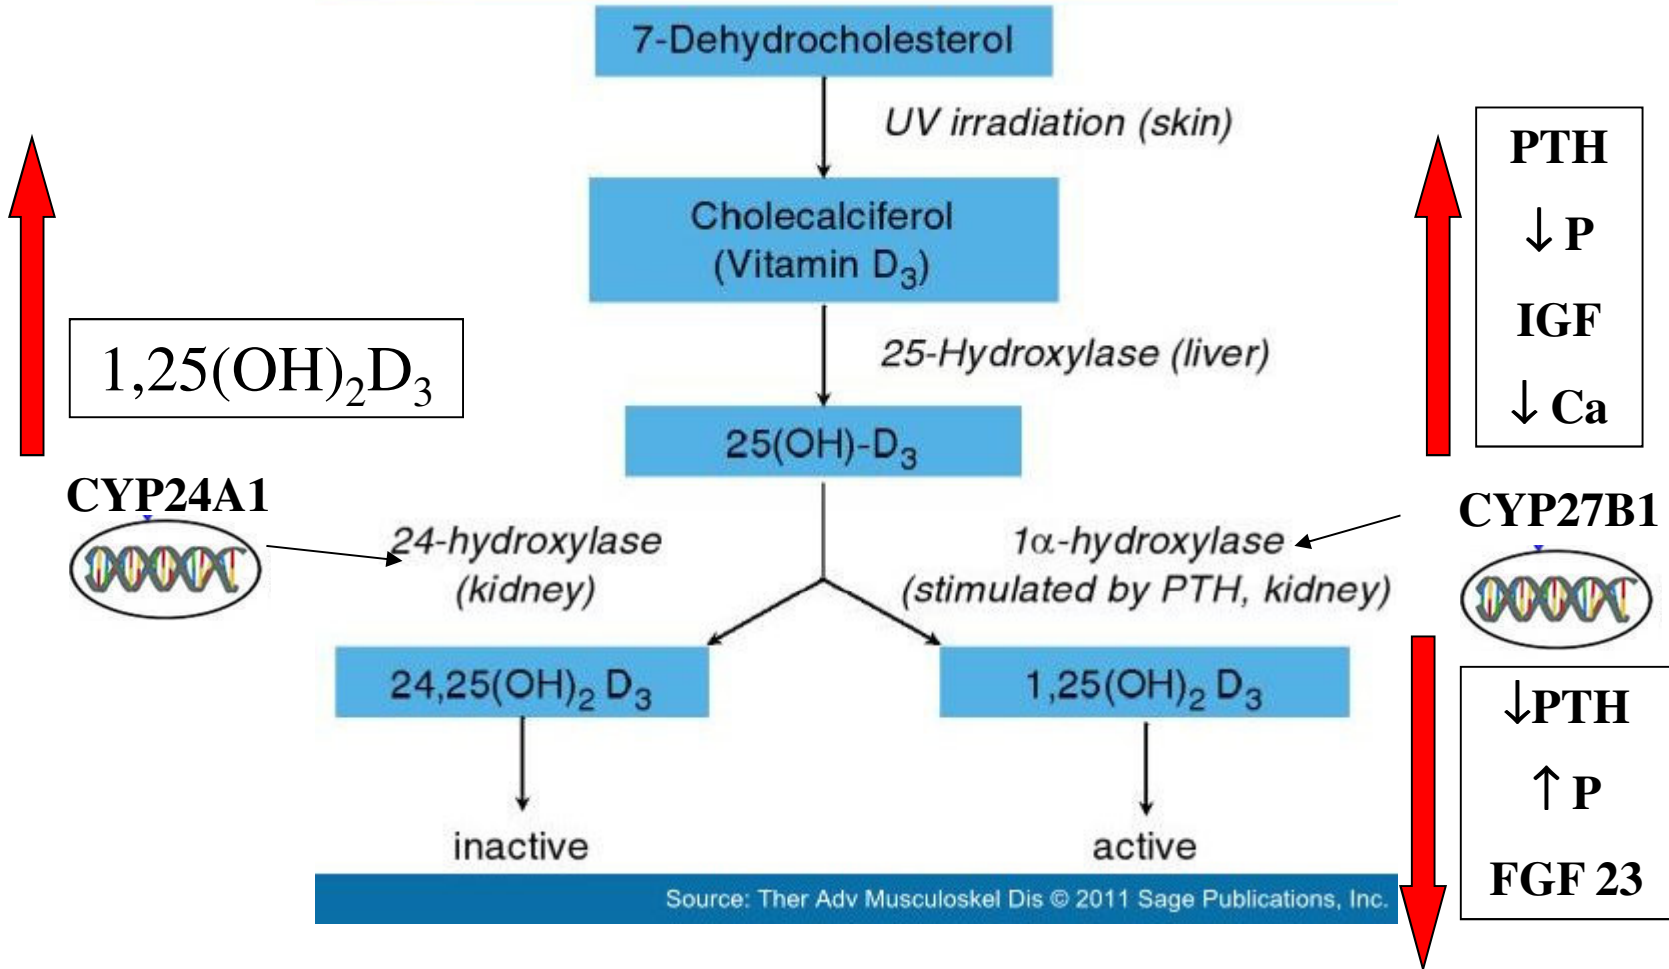 7-Dehydrocholesterol
UV irradiation (skin)
Cholecalciferol
(Vitamin D₃)
25-Hydroxylase (liver)
25(OH)-D₃
1,25(OH)₂D₃
PTH
↓ P
IGF
↓ Ca
CYP24A1
24-hydroxylase
(kidney)
1α-hydroxylase
(stimulated by PTH, kidney)
CYP27B1
24,25(OH)₂ D₃
1,25(OH)₂ D₃
inactive
active
↓PTH
↑ P
FGF 23
Source: Ther Adv Musculoskel Dis © 2011 Sage Publications, Inc.